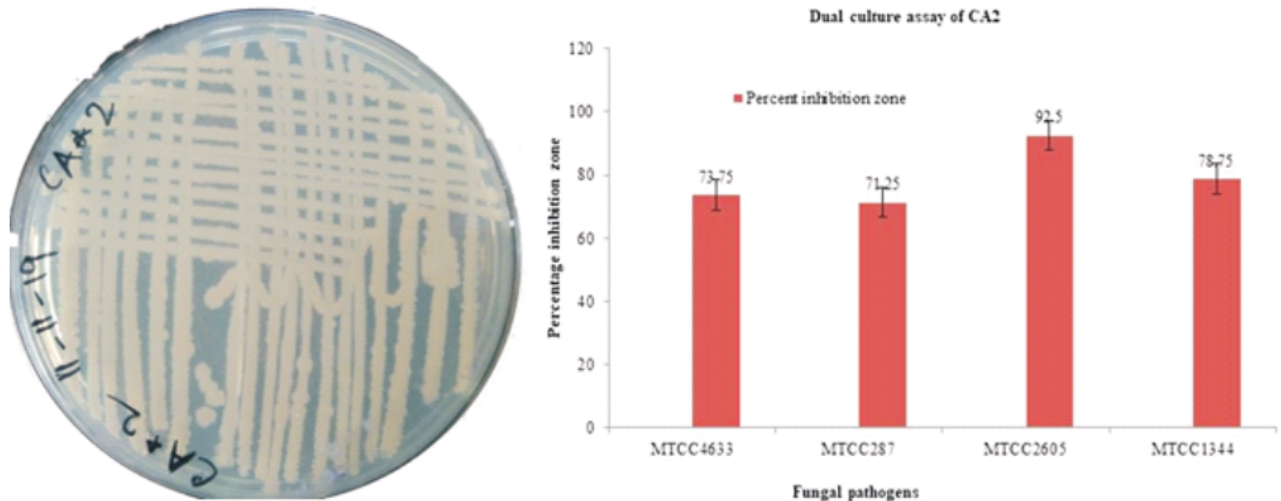 CA*2
11-11-19
CA*2
Dual culture assay of CA2
120
100
80
60
40
20
0
Percentage inhibition zone
Percent inhibition zone
73.75
71.25
92.5
78.75
MTCC4633 MTCC287 MTCC2605 MTCC1344
Fungal pathogens